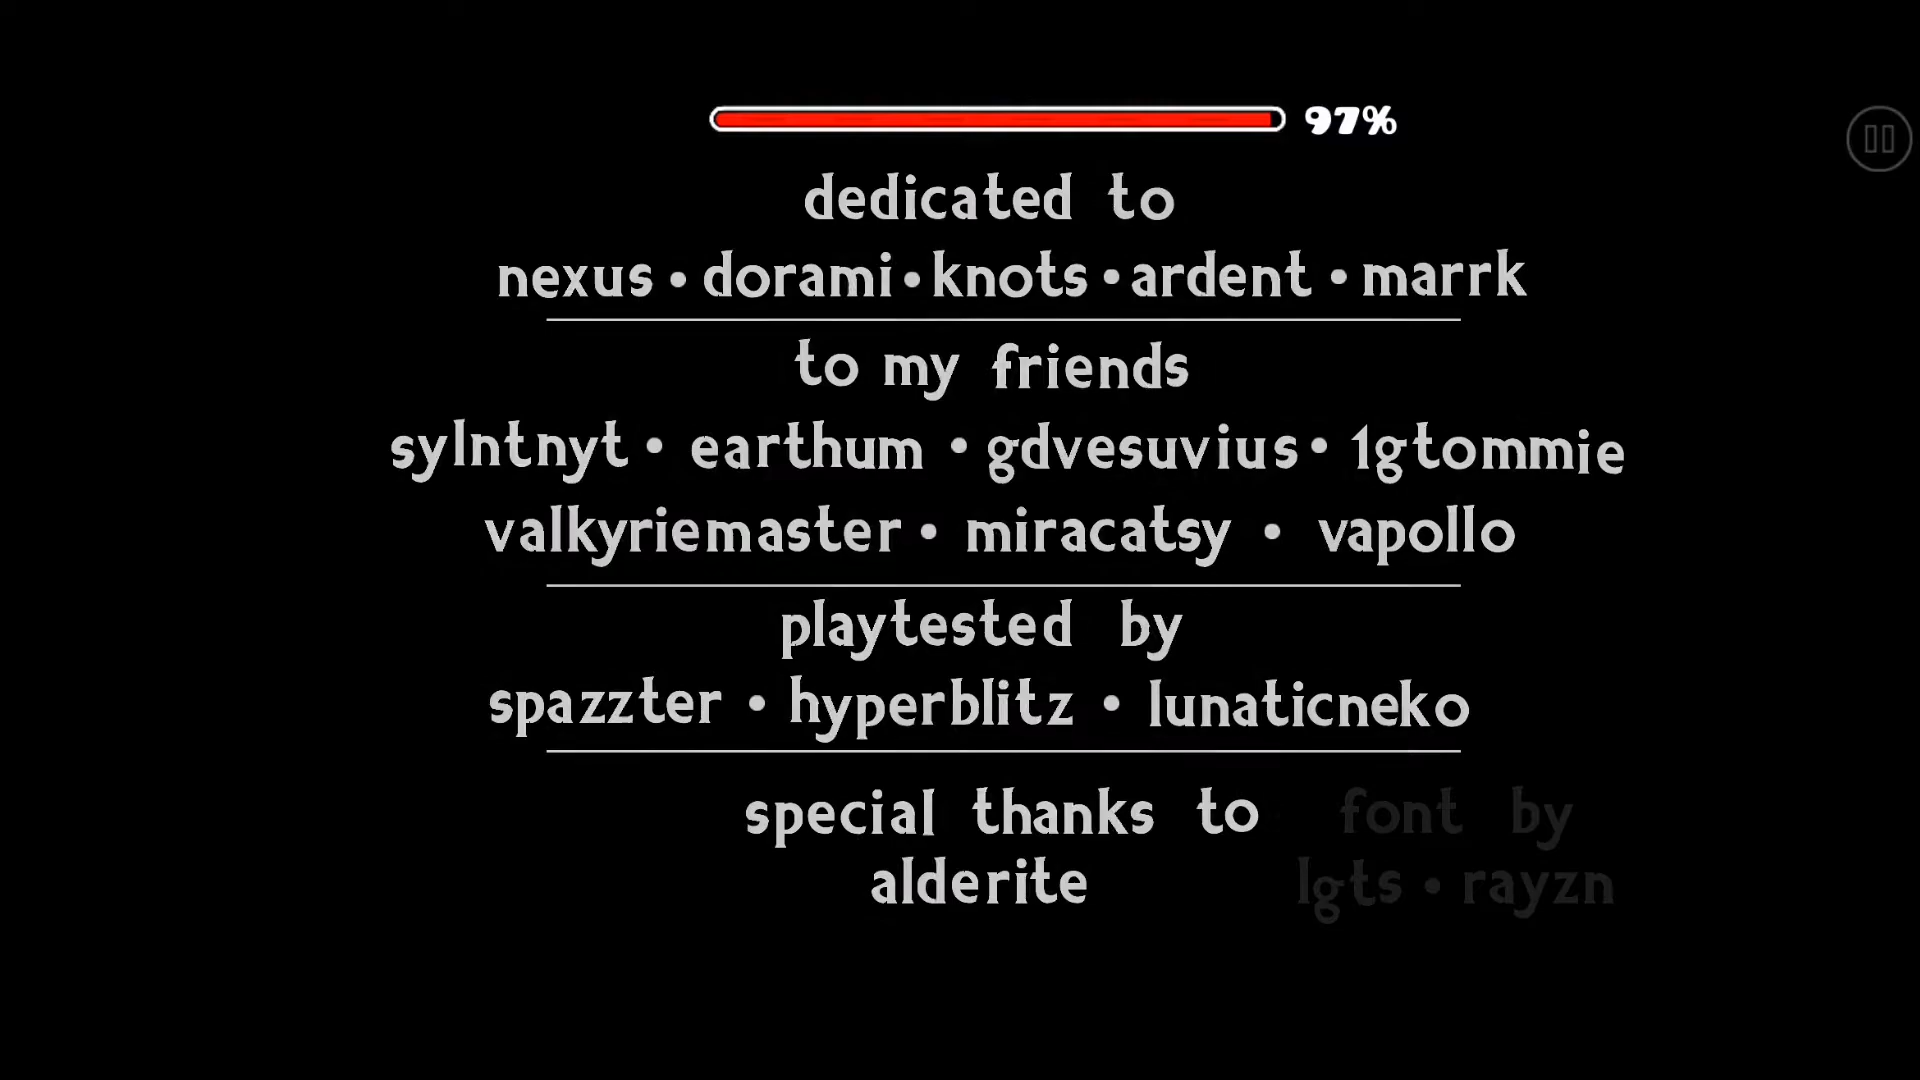 97%
dedicated to
nexus • dorami • knots • ardent • marrk
to my friends
sylntnyt • earthum • gdvesuvius • 1gtommie
valkyriemaster • miracatsy • vapollo
playtested by
spazzter • hyperblitz • lunaticneko
special thanks to
alderite
font by
lgts • rayzn